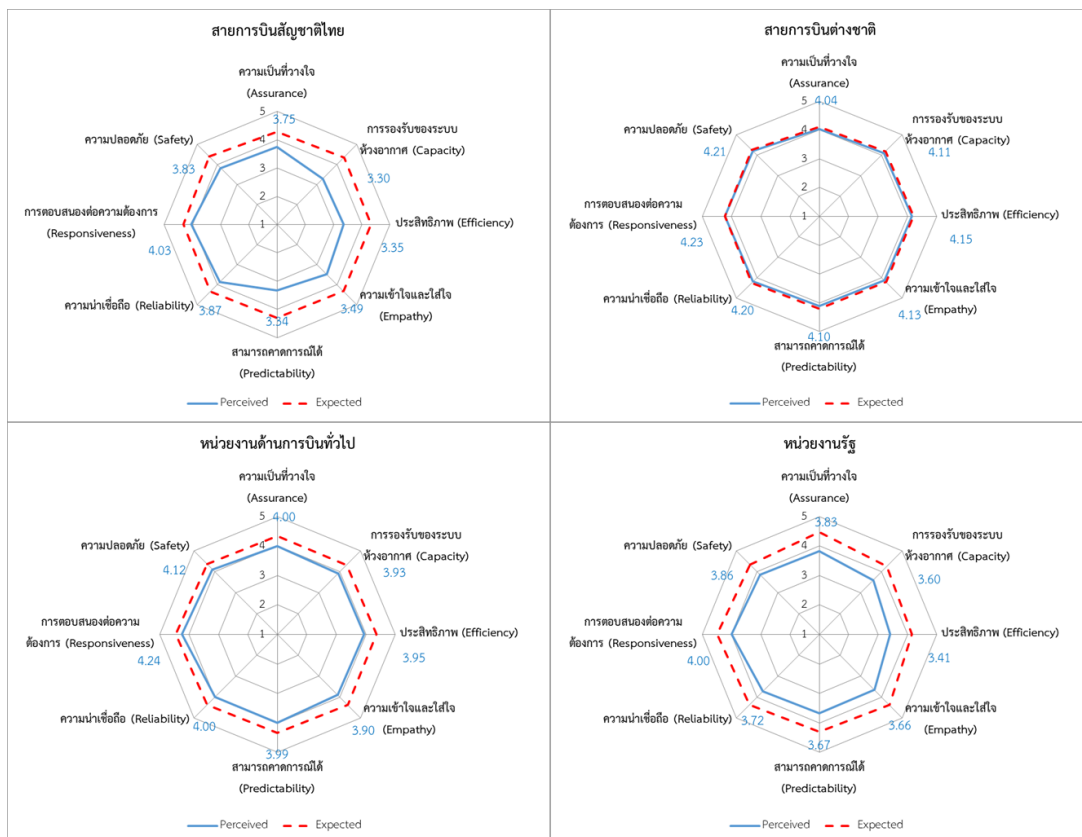 สายการบินสัญชาติไทย
ความเป็นที่วางใจ
(Assurance)
5
3.75
ความปลอดภัย (Safety)
การรองรับของระบบ
ห้วงอากาศ (Capacity)
4
3.83
3.30
3
2
การตอบสนองต่อความต้องการ
(Responsiveness)
1
ประสิทธิภาพ (Efficiency)
4.03
3.35
ความน่าเชื่อถือ (Reliability)
ความเข้าใจและใส่ใจ
(Empathy)
3.87
3.34
3.49
สามารถคาดการณ์ได้
(Predictability)
Perceived
Expected
สายการบินต่างชาติ
ความเป็นที่วางใจ
(Assurance)
5
4.04
ความปลอดภัย (Safety)
การรองรับของระบบ
ห้วงอากาศ (Capacity)
4
4.21
4.11
3
2
การตอบสนองต่อความ
ต้องการ (Responsiveness)
1
ประสิทธิภาพ (Efficiency)
4.23
4.15
ความน่าเชื่อถือ (Reliability)
ความเข้าใจและใส่ใจ
(Empathy)
4.20
4.10
4.13
สามารถคาดการณ์ได้
(Predictability)
Perceived
Expected
หน่วยงานด้านการบินทั่วไป
ความเป็นที่วางใจ
(Assurance)
5
4.00
ความปลอดภัย (Safety)
การรองรับของระบบ
ห้วงอากาศ (Capacity)
4
4.12
3.93
3
2
การตอบสนองต่อความ
ต้องการ (Responsiveness)
1
ประสิทธิภาพ (Efficiency)
4.24
3.95
ความน่าเชื่อถือ (Reliability)
ความเข้าใจและใส่ใจ
(Empathy)
4.00
3.99
3.90
สามารถคาดการณ์ได้
(Predictability)
Perceived
Expected
หน่วยงานรัฐ
ความเป็นที่วางใจ
(Assurance)
5
3.83
ความปลอดภัย (Safety)
การรองรับของระบบ
ห้วงอากาศ (Capacity)
4
3.86
3.60
3
2
การตอบสนองต่อความ
ต้องการ (Responsiveness)
1
ประสิทธิภาพ (Efficiency)
4.00
3.41
ความน่าเชื่อถือ (Reliability)
ความเข้าใจและใส่ใจ
(Empathy)
3.72
3.67
3.66
สามารถคาดการณ์ได้
(Predictability)
Perceived
Expected